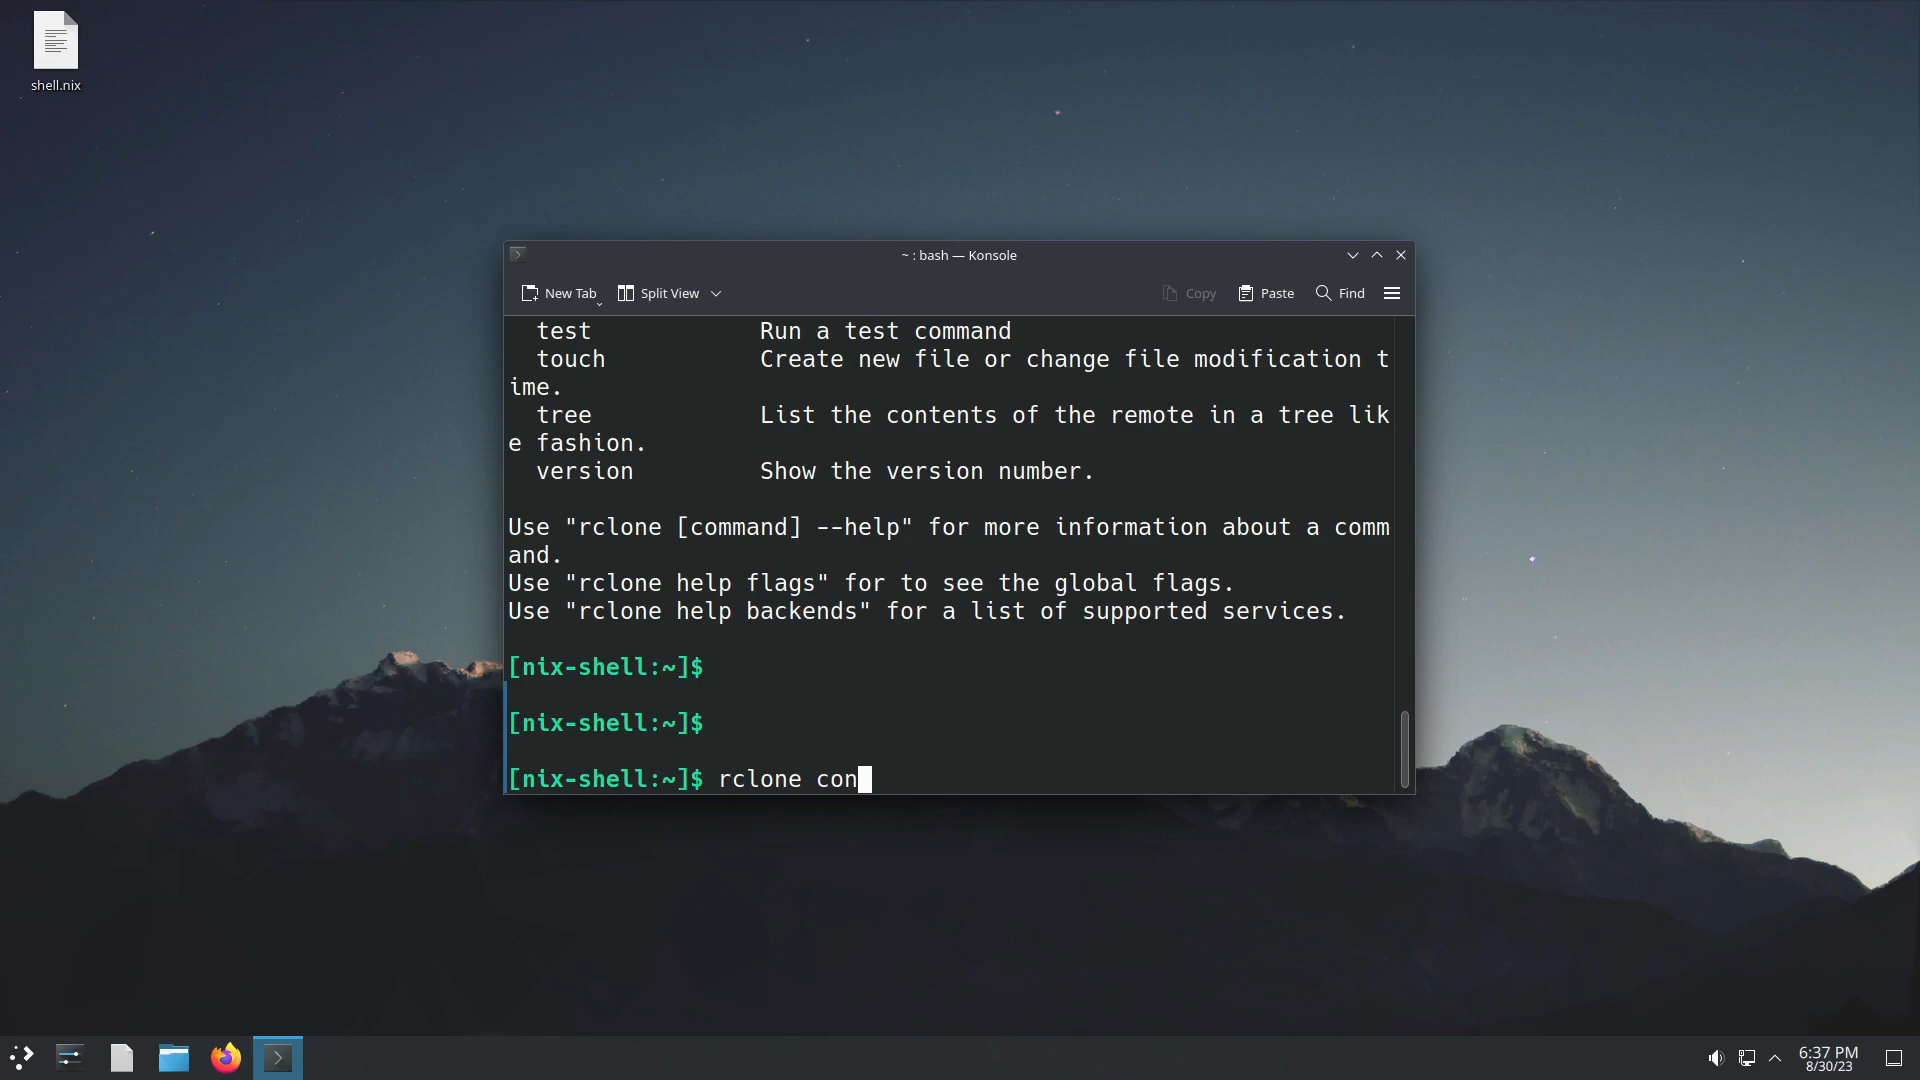 shell.nix
~ : bash — Konsole
New Tab Split View Copy Paste Find
test Run a test command
touch Create new file or change file modification t
ime.
tree List the contents of the remote in a tree lik
e fashion.
version Show the version number.
Use "rclone [command] --help" for more information about a comm
and.
Use "rclone help flags" for to see the global flags.
Use "rclone help backends" for a list of supported services.
[nix-shell:~]$
[nix-shell:~]$
[nix-shell:~]$ rclone con
6:37 PM
8/30/23